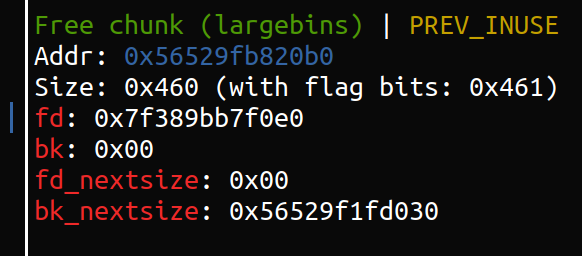 Free chunk (largebins) | PREV_INUSE
Addr: 0x56529fb820b0
Size: 0x460 (with flag bits: 0x461)
fd: 0x7f389bb7f0e0
bk: 0x00
fd_nextsize: 0x00
bk_nextsize: 0x56529f1fd030